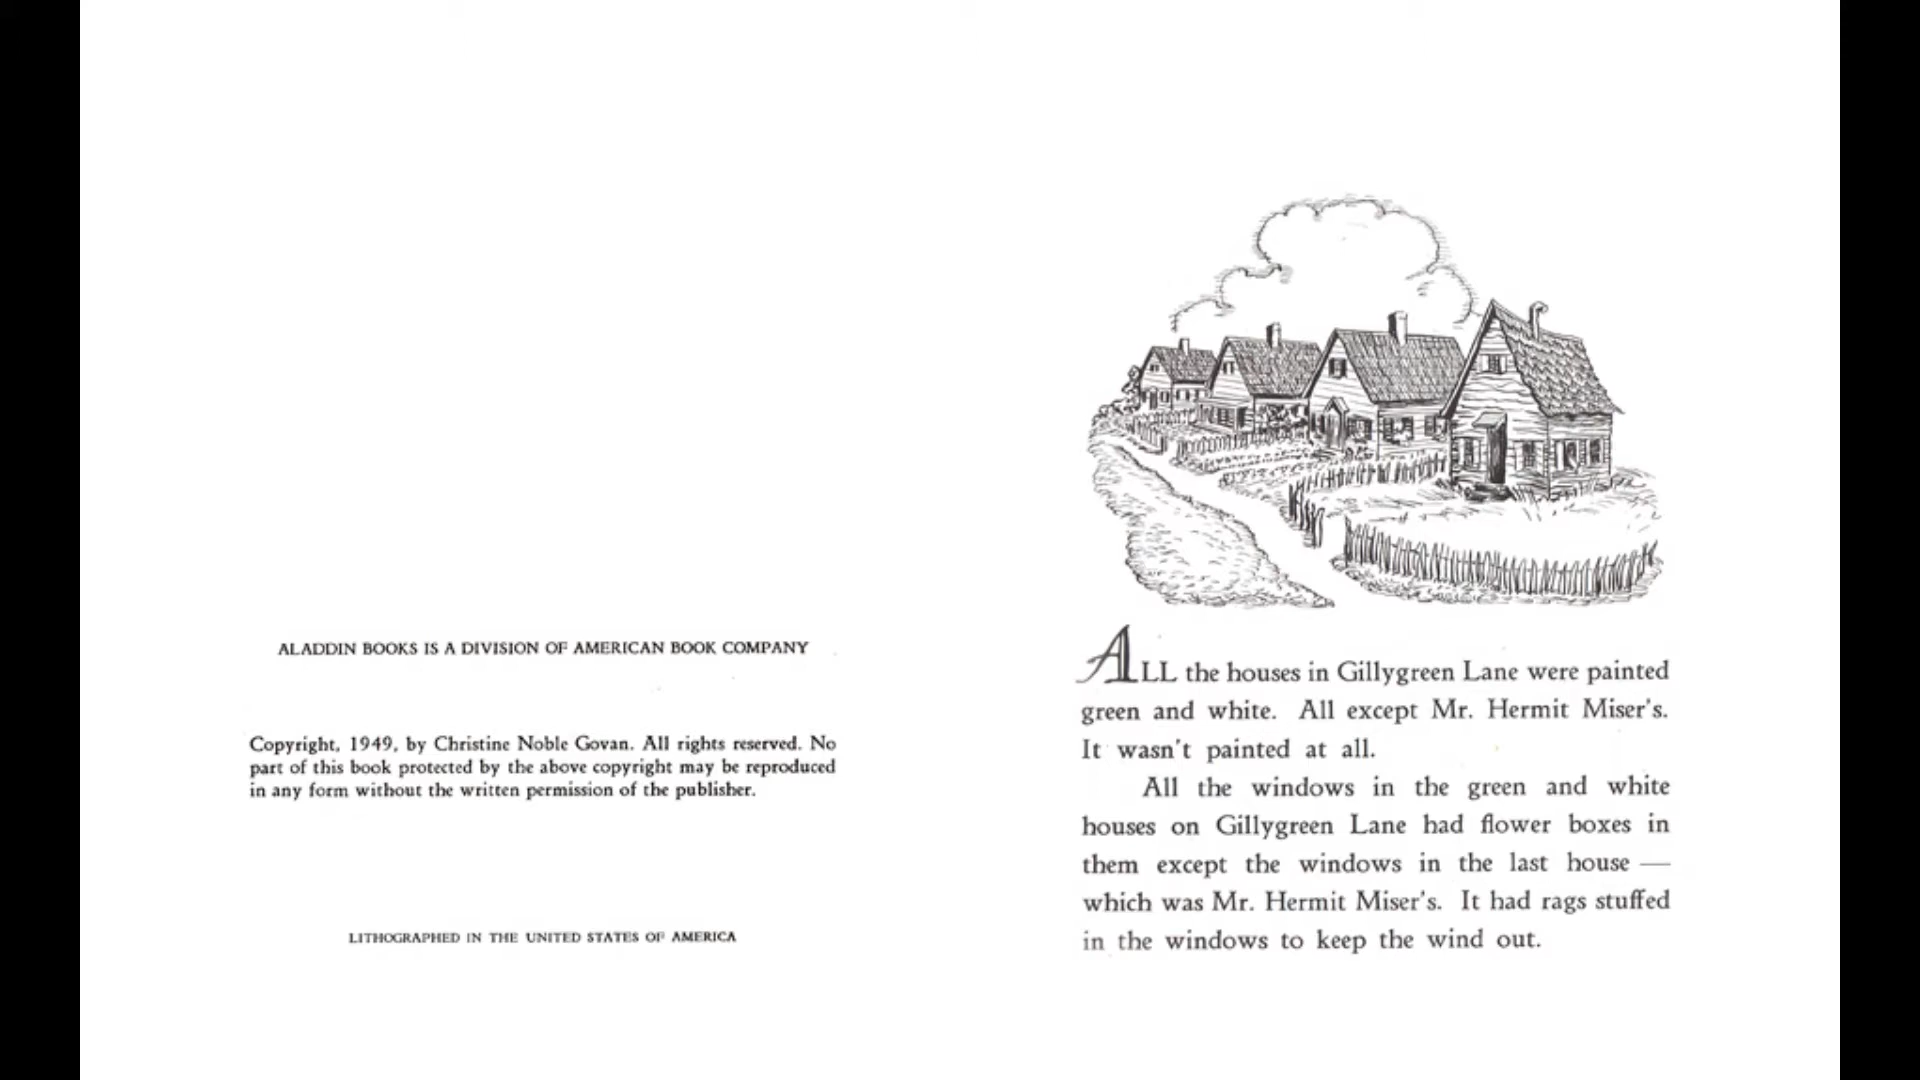 ALADDIN BOOKS IS A DIVISION OF AMERICAN BOOK COMPANY
Copyright, 1949, by Christine Noble Govan. All rights reserved. No
part of this book protected by the above copyright may be reproduced
in any form without the written permission of the publisher.
LITHOGRAPHED IN THE UNITED STATES OF AMERICA
ALL the houses in Gillygreen Lane were painted
green and white. All except Mr. Hermit Miser's.
It wasn't painted at all.
All the windows in the green and white
houses on Gillygreen Lane had flower boxes in
them except the windows in the last house —
which was Mr. Hermit Miser's. It had rags stuffed
in the windows to keep the wind out.